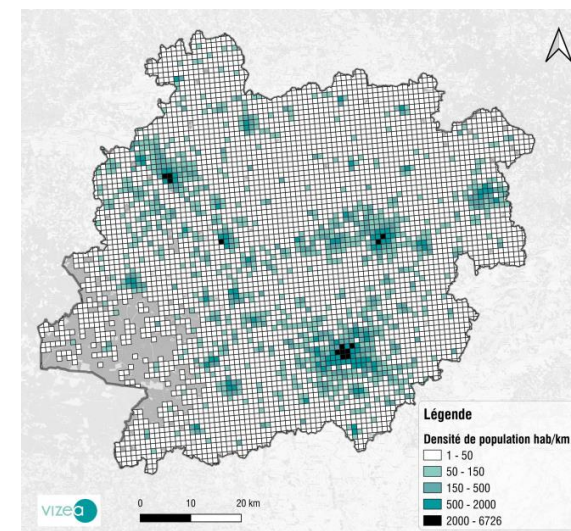 Légende
Densité de population hab/km
1 - 50
50 - 150
150 - 500
500 - 2000
2000 - 6726
vizea
0 10 20 km